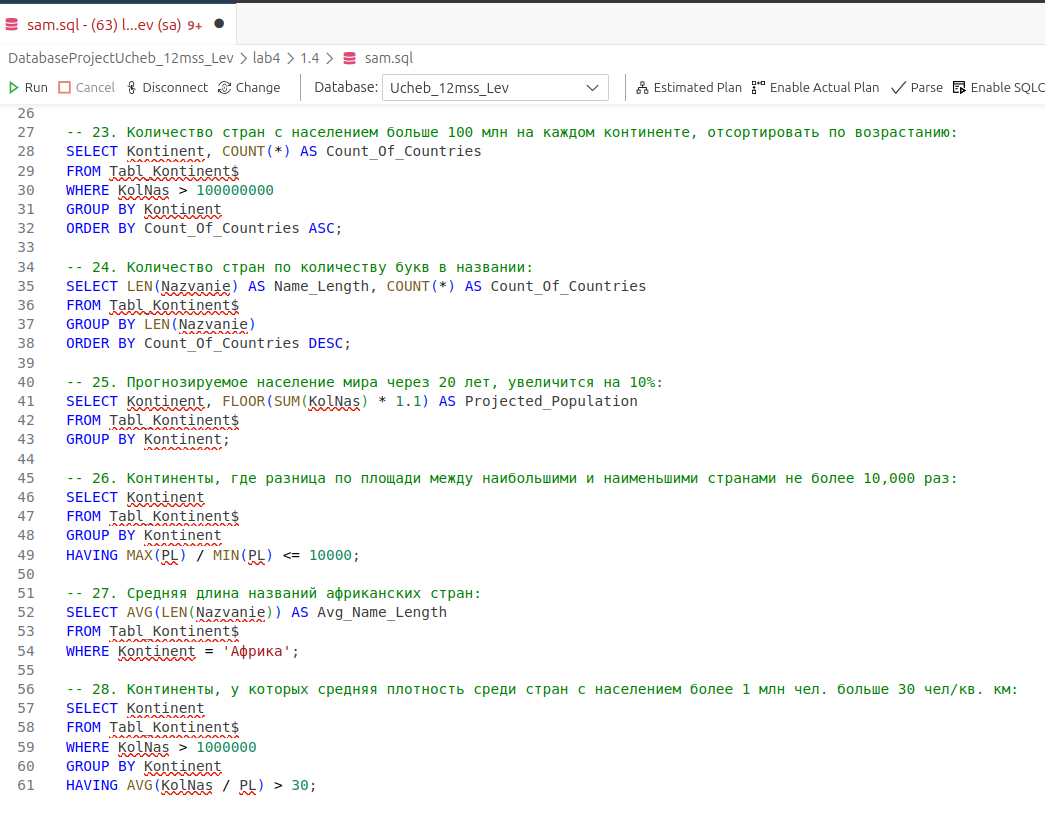 sam.sql - (63) l...ev (sa) 9+
DatabaseProjectUcheb_12mss_Lev > lab4 > 1.4 > sam.sql
Run Cancel Disconnect Change Database: Ucheb_12mss_Lev Estimated Plan Enable Actual Plan Parse Enable SQLC
26
27 -- 23. Количество стран с населением больше 100 млн на каждом континенте, отсортировать по возрастанию:
28 SELECT Kontinent, COUNT(*) AS Count_Of_Countries
29 FROM Tabl_Kontinent$
30 WHERE KolNas > 100000000
31 GROUP BY Kontinent
32 ORDER BY Count_Of_Countries ASC;
33
34 -- 24. Количество стран по количеству букв в названии:
35 SELECT LEN(Nazvanie) AS Name_Length, COUNT(*) AS Count_Of_Countries
36 FROM Tabl_Kontinent$
37 GROUP BY LEN(Nazvanie)
38 ORDER BY Count_Of_Countries DESC;
39
40 -- 25. Прогнозируемое население мира через 20 лет, увеличится на 10%:
41 SELECT Kontinent, FLOOR(SUM(KolNas) * 1.1) AS Projected_Population
42 FROM Tabl_Kontinent$
43 GROUP BY Kontinent;
44
45 -- 26. Континенты, где разница по площади между наибольшими и наименьшими странами не более 10,000 раз:
46 SELECT Kontinent
47 FROM Tabl_Kontinent$
48 GROUP BY Kontinent
49 HAVING MAX(PL) / MIN(PL) <= 10000;
50
51 -- 27. Средняя длина названий африканских стран:
52 SELECT AVG(LEN(Nazvanie)) AS Avg_Name_Length
53 FROM Tabl_Kontinent$
54 WHERE Kontinent = 'Африка';
55
56 -- 28. Континенты, у которых средняя плотность среди стран с населением более 1 млн чел. больше 30 чел/кв. км:
57 SELECT Kontinent
58 FROM Tabl_Kontinent$
59 WHERE KolNas > 1000000
60 GROUP BY Kontinent
61 HAVING AVG(KolNas / PL) > 30;